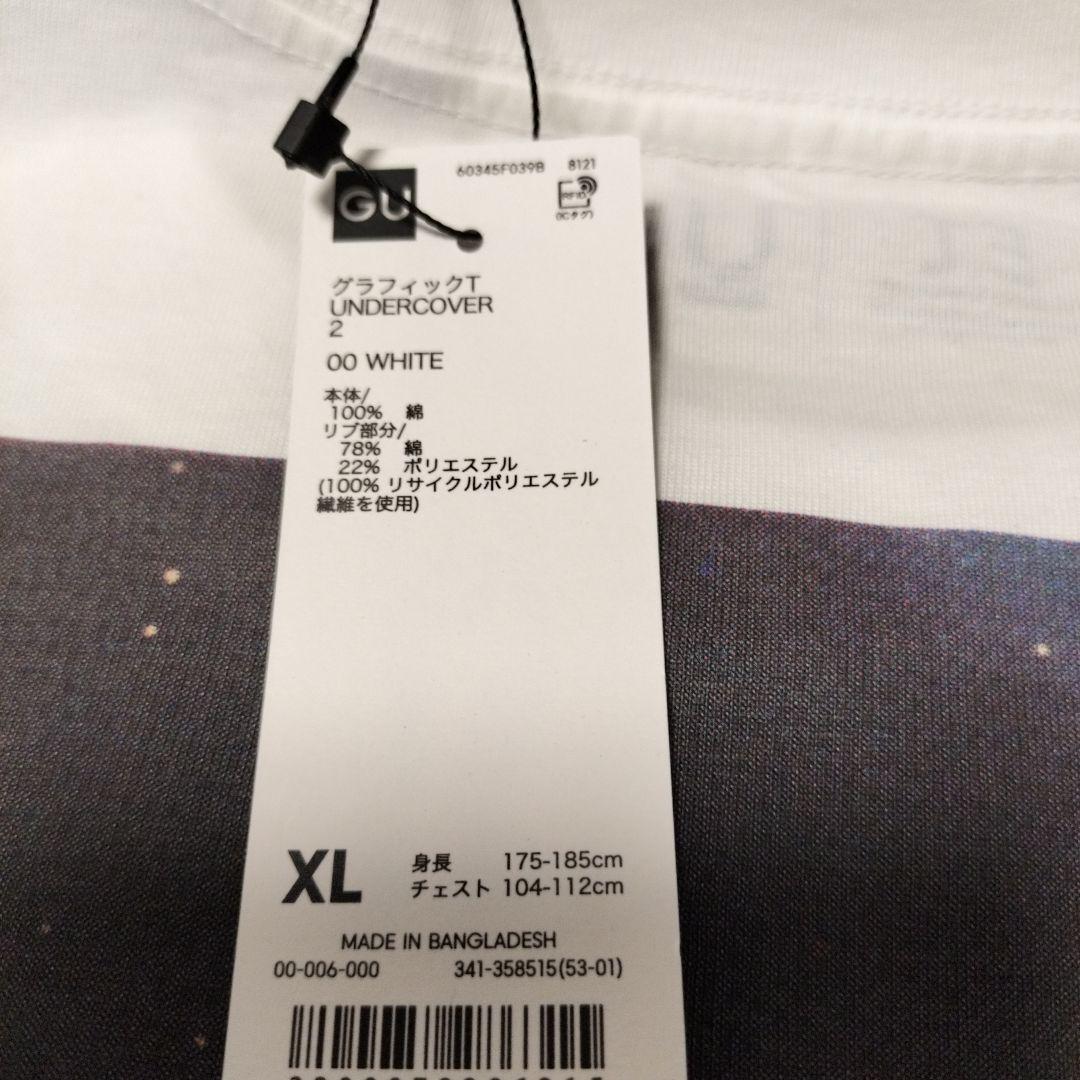 60345F039B 8121
GU
RFID
(ICタグ)
グラフィックT
UNDERCOVER
2
00 WHITE
本体/
100% 綿
リブ部分/
78% 綿
22% ポリエステル
(100% リサイクルポリエステル
繊維を使用)
XL 身長 175-185cm
チェスト 104-112cm
MADE IN BANGLADESH
00-006-000 341-358515(53-01)